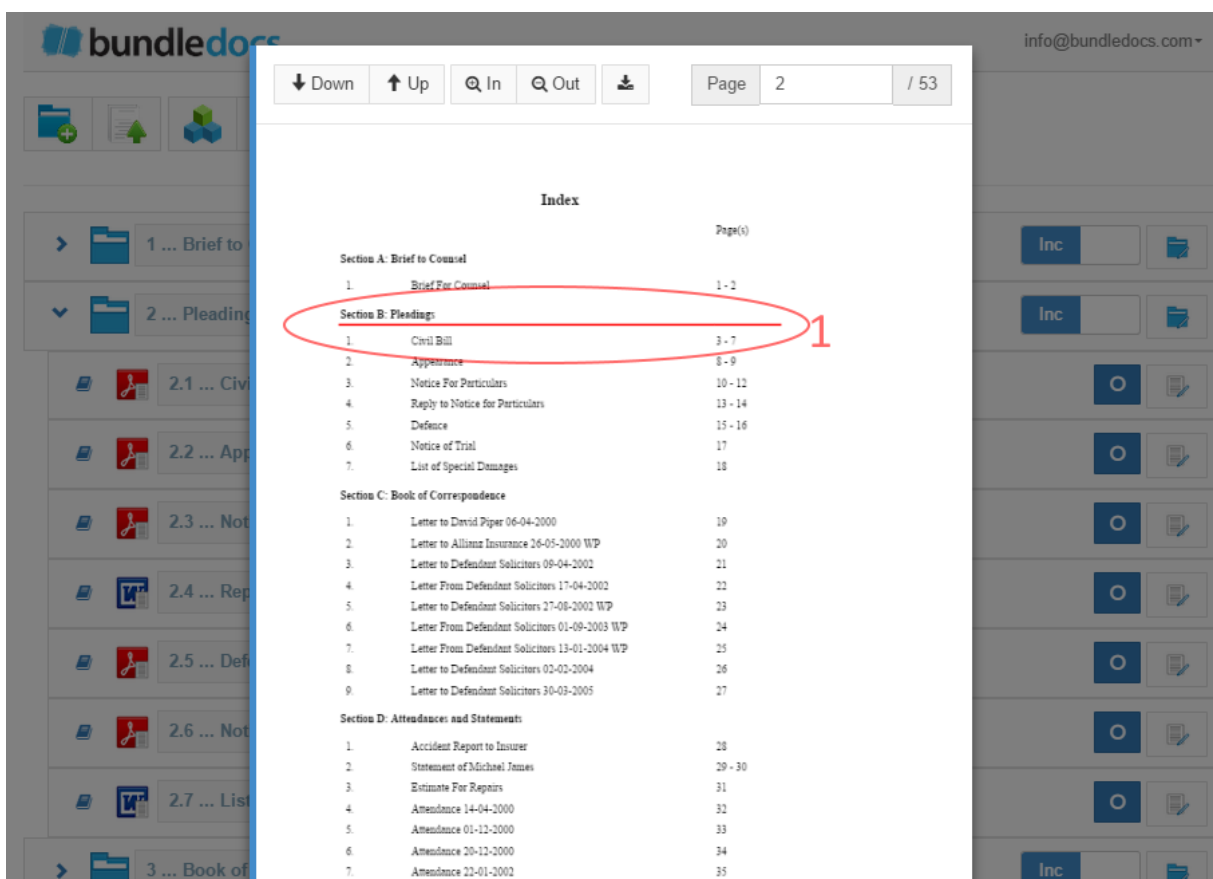 bundledocs
info@bundledocs.com
Down Up In Out Page 2 / 53
Index
Page(s)
Section A: Brief to Counsel
1. Brief For Counsel 1 - 2
Section B: Pleadings
1
1. Civil Bill 3 - 7
2. Appearance 8 - 9
3. Notice For Particulars 10 - 12
4. Reply to Notice for Particulars 13 - 14
5. Defence 15 - 16
6. Notice of Trial 17
7. List of Special Damages 18
Section C: Book of Correspondence
1. Letter to David Piper 06-04-2000 19
2. Letter to Allianz Insurance 26-05-2000 WP 20
3. Letter to Defendant Solicitors 09-04-2002 21
4. Letter From Defendant Solicitors 17-04-2002 22
5. Letter to Defendant Solicitors 27-08-2002 WP 23
6. Letter From Defendant Solicitors 01-09-2003 WP 24
7. Letter From Defendant Solicitors 13-01-2004 WP 25
8. Letter to Defendant Solicitors 02-02-2004 26
9. Letter to Defendant Solicitors 30-03-2005 27
Section D: Attendances and Statements
1. Accident Report to Insurer 28
2. Statement of Michael James 29 - 30
3. Estimate For Repairs 31
4. Attendance 14-04-2000 32
5. Attendance 01-12-2000 33
6. Attendance 20-12-2000 34
7. Attendance 22-01-2002 35
1 ... Brief to Inc
2 ... Pleading Inc
2.1 ... Civi O
2.2 ... App O
2.3 ... Not O
2.4 ... Rep O
2.5 ... Defe O
2.6 ... Not O
2.7 ... List O
3 ... Book of Inc